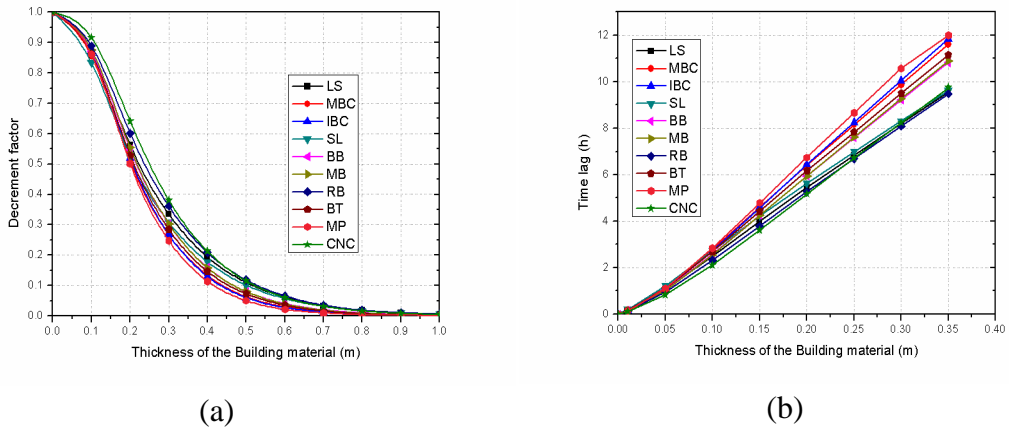 1.0
0.9
0.8
0.7
0.6
0.5
0.4
0.3
0.2
0.1
0.0
Decrement factor
LS
MBC
IBC
SL
BB
MB
RB
BT
MP
CNC
0.0 0.1 0.2 0.3 0.4 0.5 0.6 0.7 0.8 0.9 1.0
Thickness of the Building material (m)
(a)
12
10
8
6
4
2
0
Time lag (h)
LS
MBC
IBC
SL
BB
MB
RB
BT
MP
CNC
0.00 0.05 0.10 0.15 0.20 0.25 0.30 0.35 0.40
Thickness of the Building material (m)
(b)